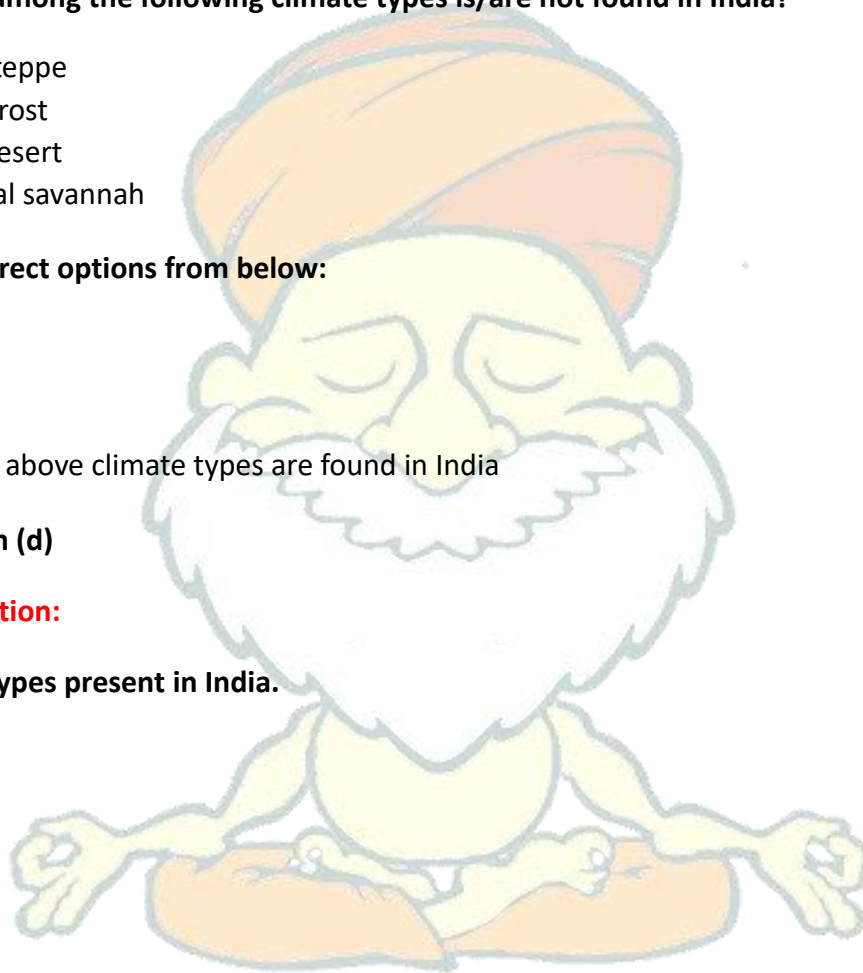 among the following climate types is/are not found in India?
teppe
rost
esert
al savannah
rect options from below:
above climate types are found in India
n (d)
tion:
ypes present in India.